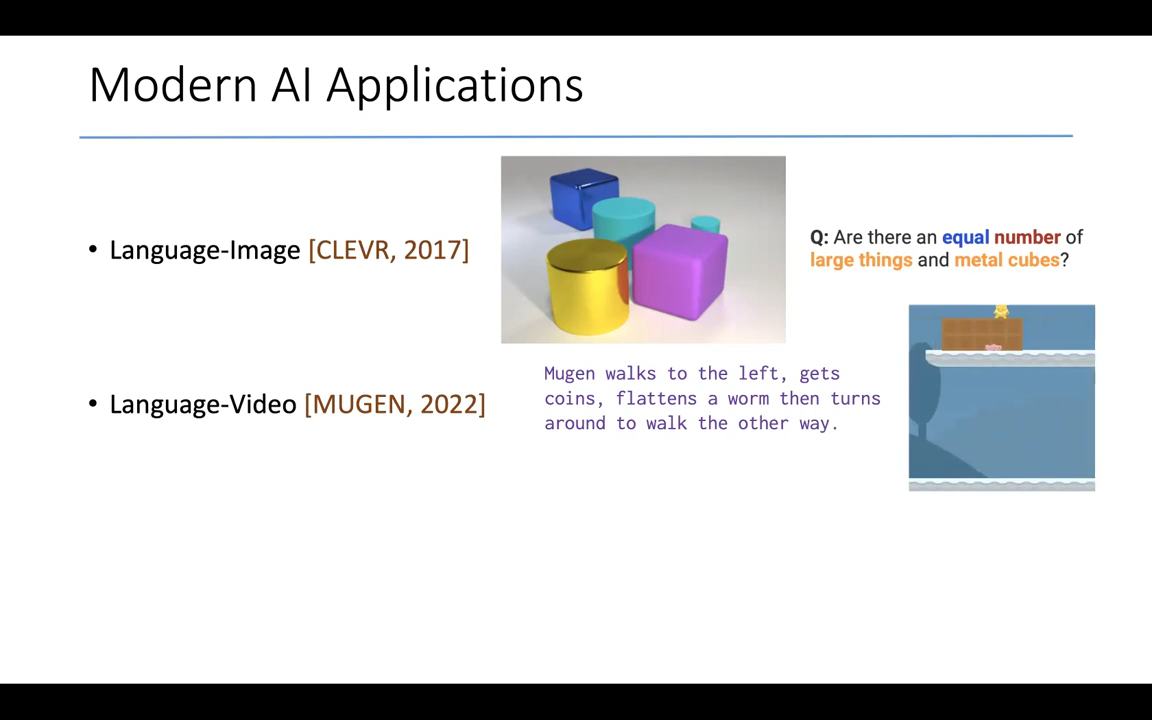 Modern AI Applications
• Language-Image [CLEVR, 2017]
Q: Are there an equal number of
large things and metal cubes?
• Language-Video [MUGEN, 2022]
Mugen walks to the left, gets
coins, flattens a worm then turns
around to walk the other way.